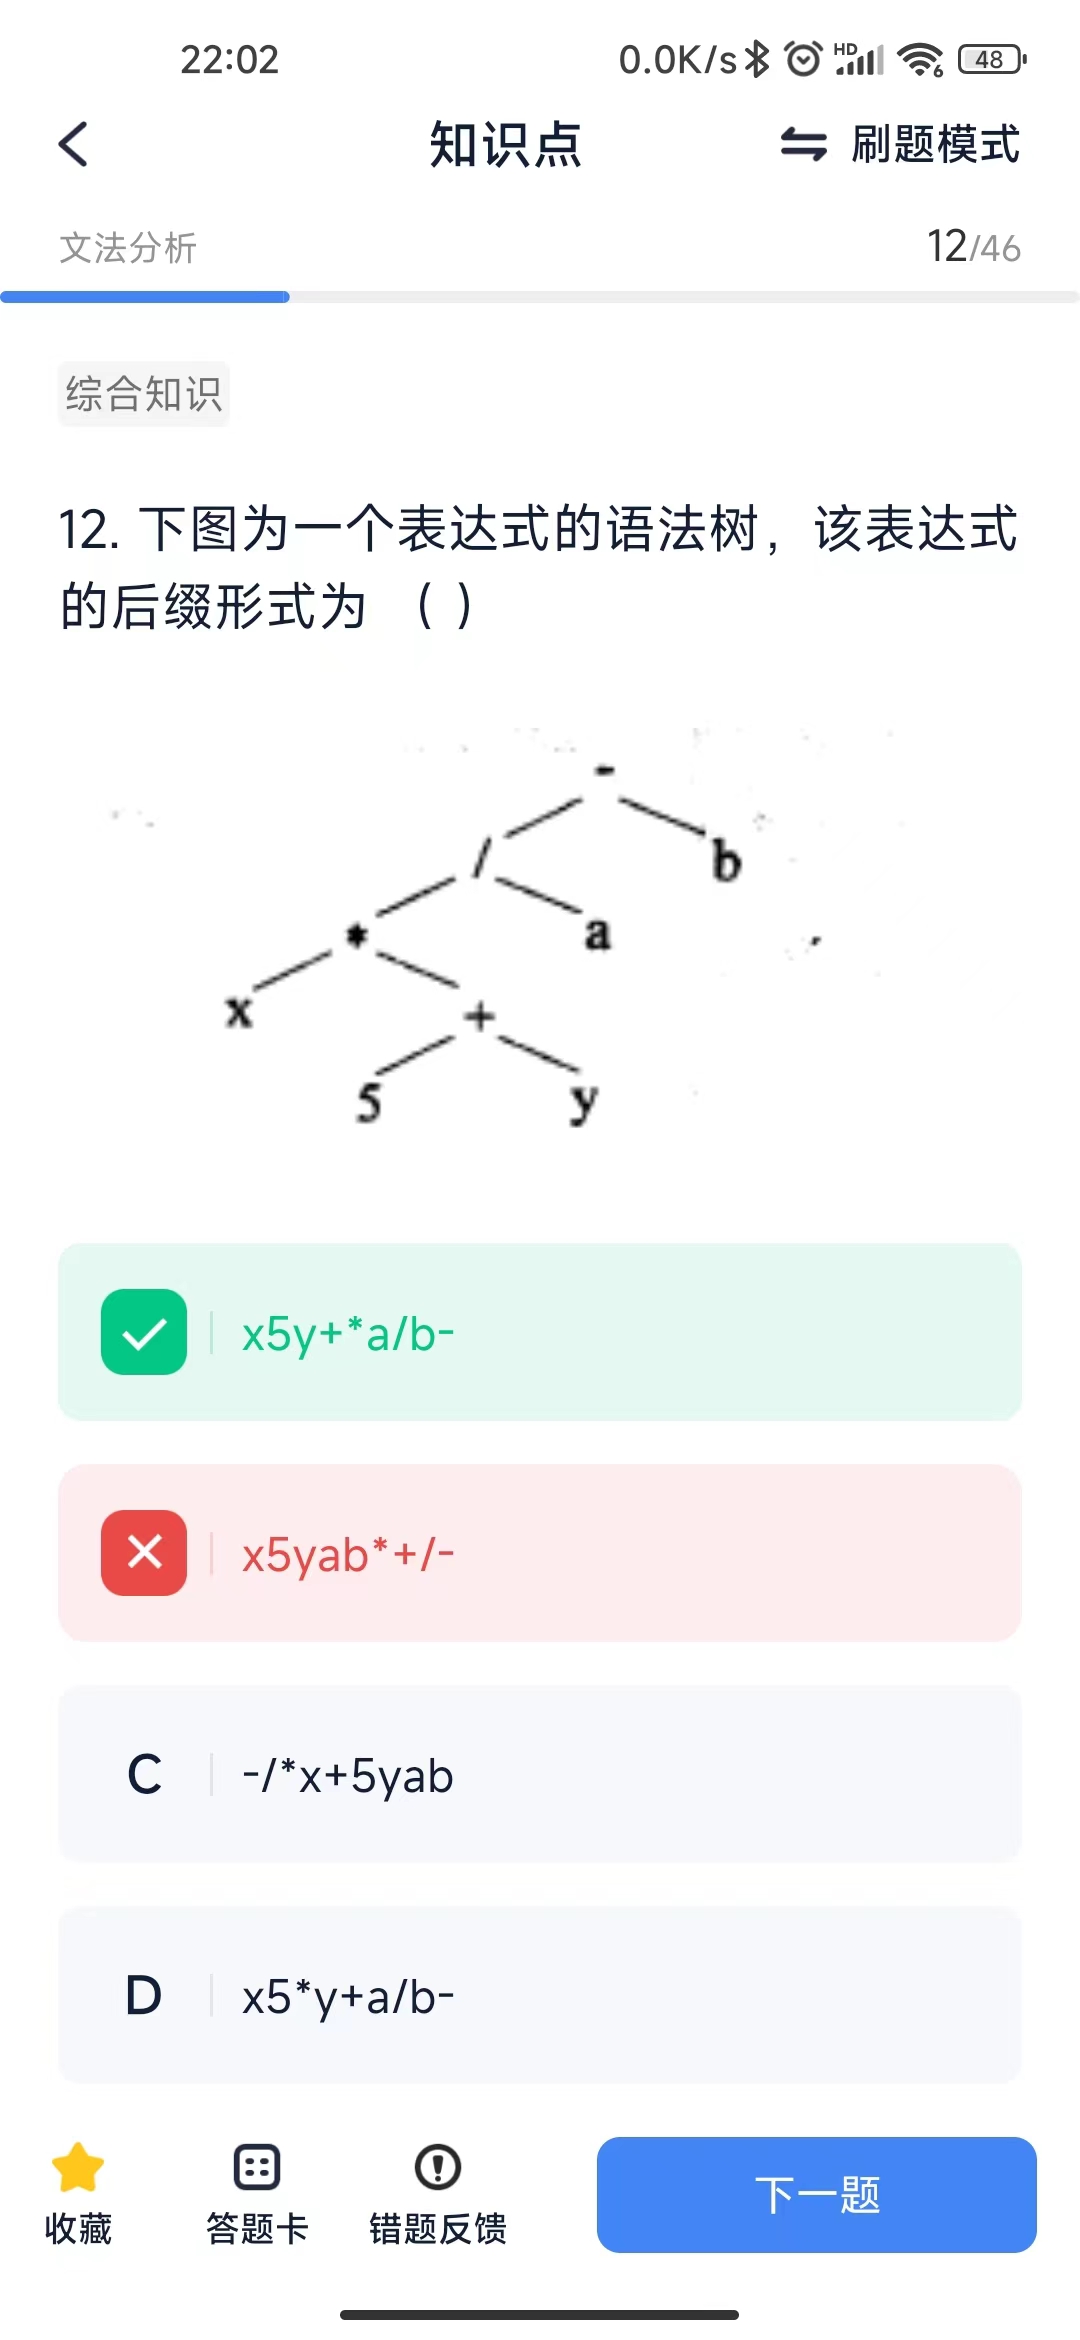 22:02 0.0K/s HD 6 48
知识点 刷题模式
文法分析 12/46
综合知识
12. 下图为一个表达式的语法树，该表达式
的后缀形式为 （ ）
-
/ b
* a
x +
5 y
x5y+*a/b-
x5yab*+/-
C -/*x+5yab
D x5*y+a/b-
收藏 答题卡 错题反馈 下一题